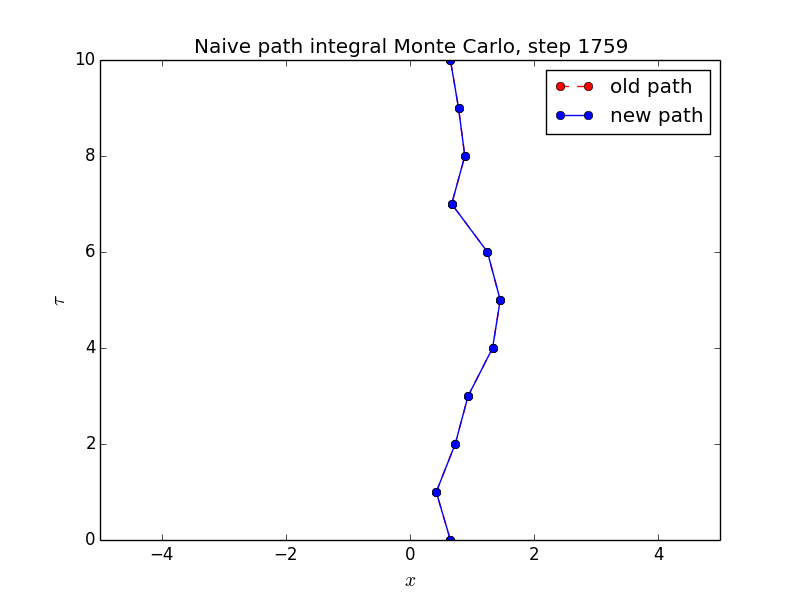 Naive path integral Monte Carlo, step 1759
10
old path
new path
8
6
τ
4
2
0
−4 −2 0 2 4
x